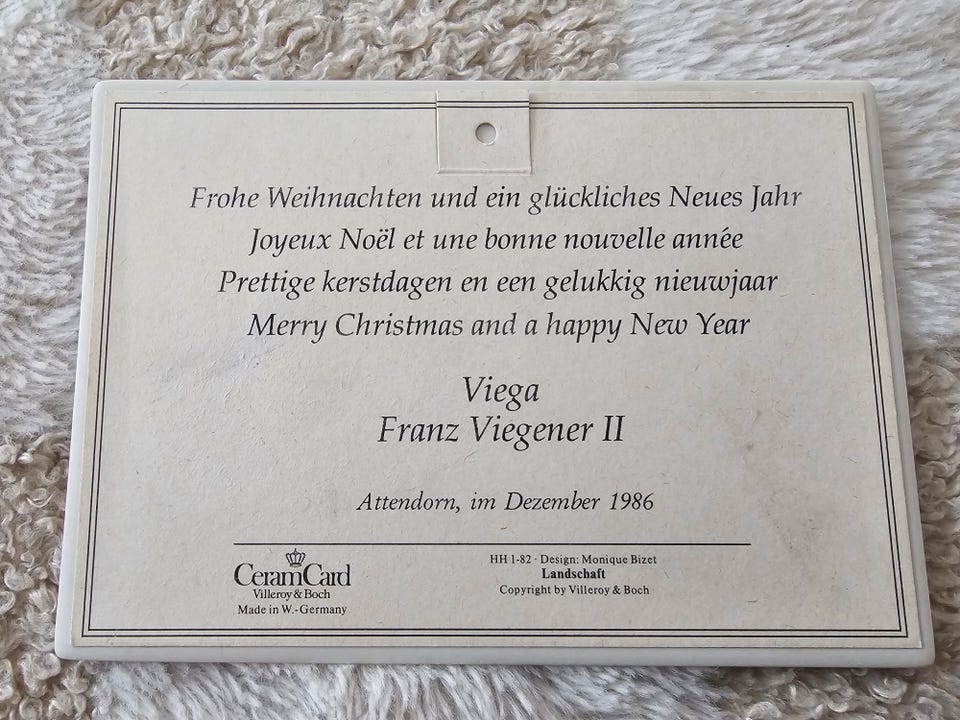 Frohe Weihnachten und ein glückliches Neues Jahr
Joyeux Noël et une bonne nouvelle année
Prettige kerstdagen en een gelukkig nieuwjaar
Merry Christmas and a happy New Year
Viega
Franz Viegener II
Attendorn, im Dezember 1986
CeramCard
Villeroy & Boch
Made in W.-Germany
HH 1-82 · Design: Monique Bizet
Landschaft
Copyright by Villeroy & Boch